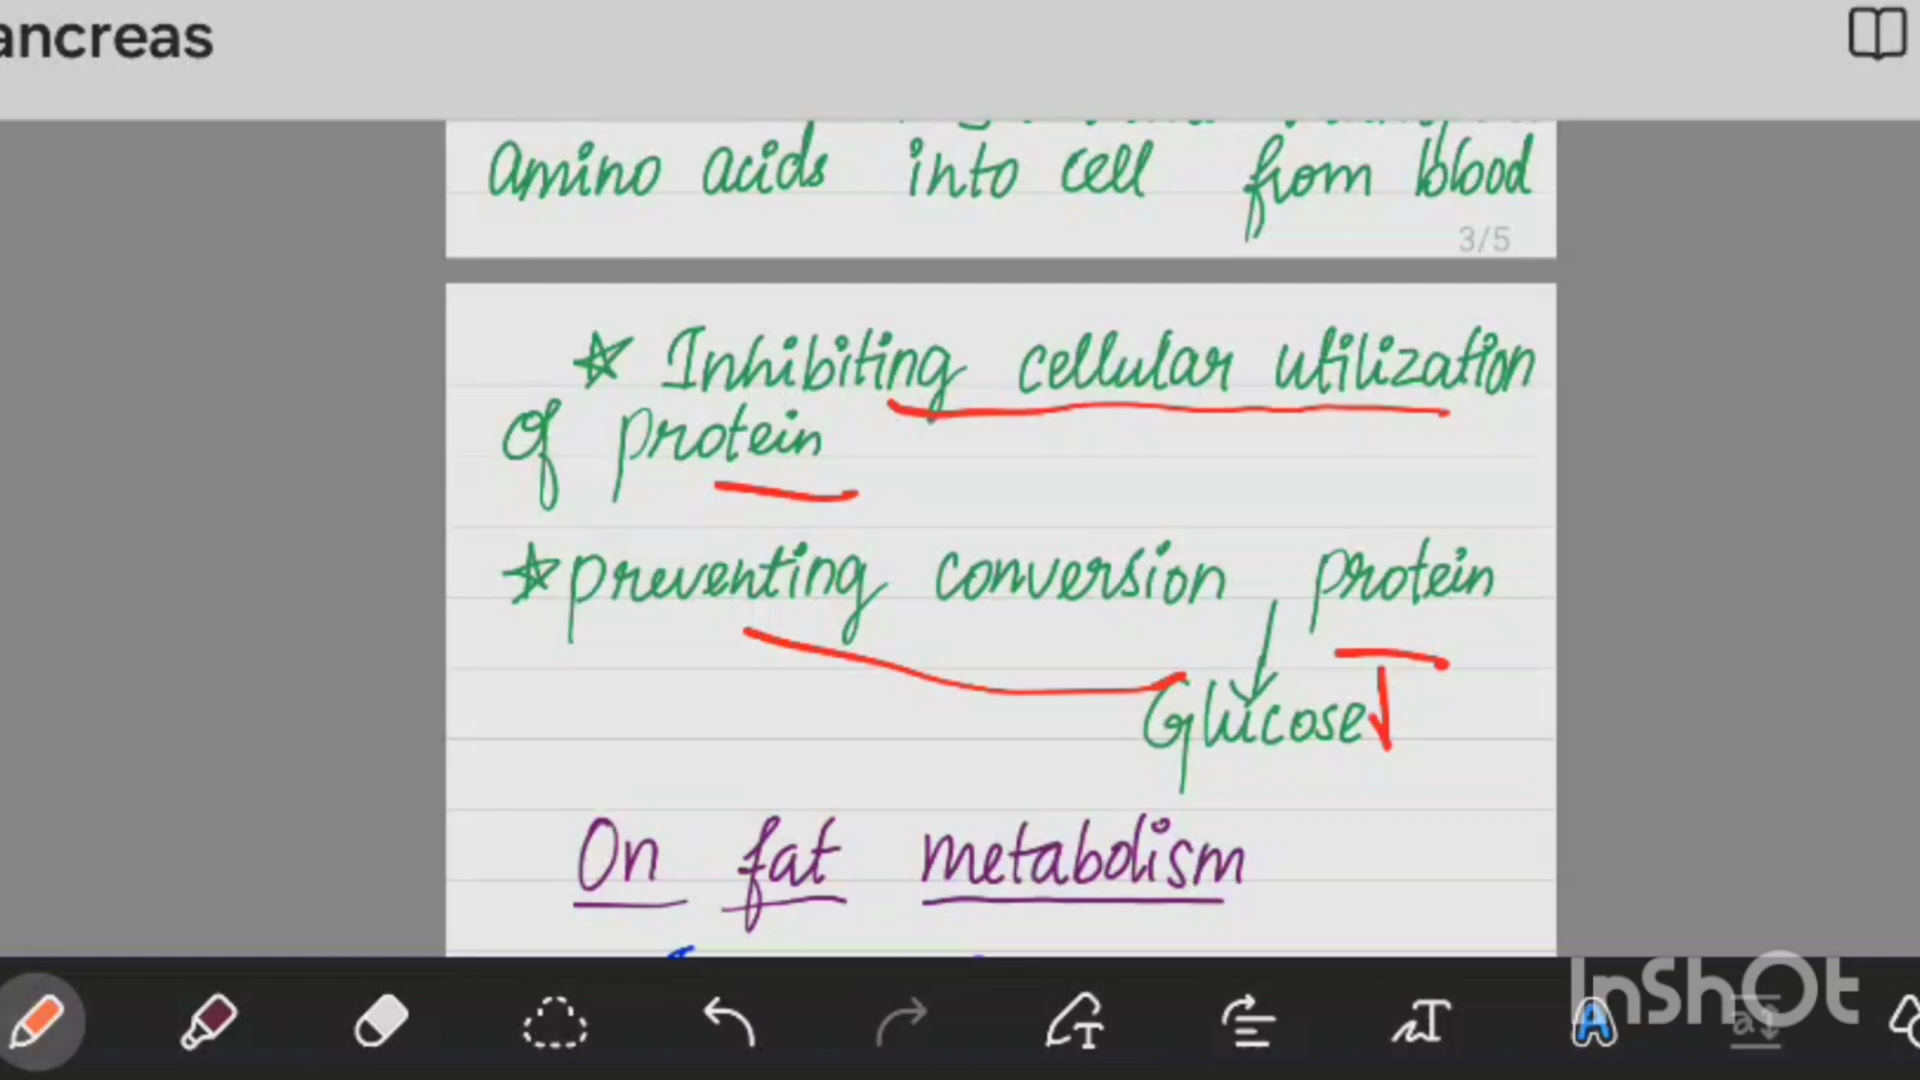 ancreas
Amino acids into cell from blood
3/5
☆ Inhibiting cellular utilization
of protein
☆ preventing conversion protein
↓
Glucose
On fat metabolism
InShOt